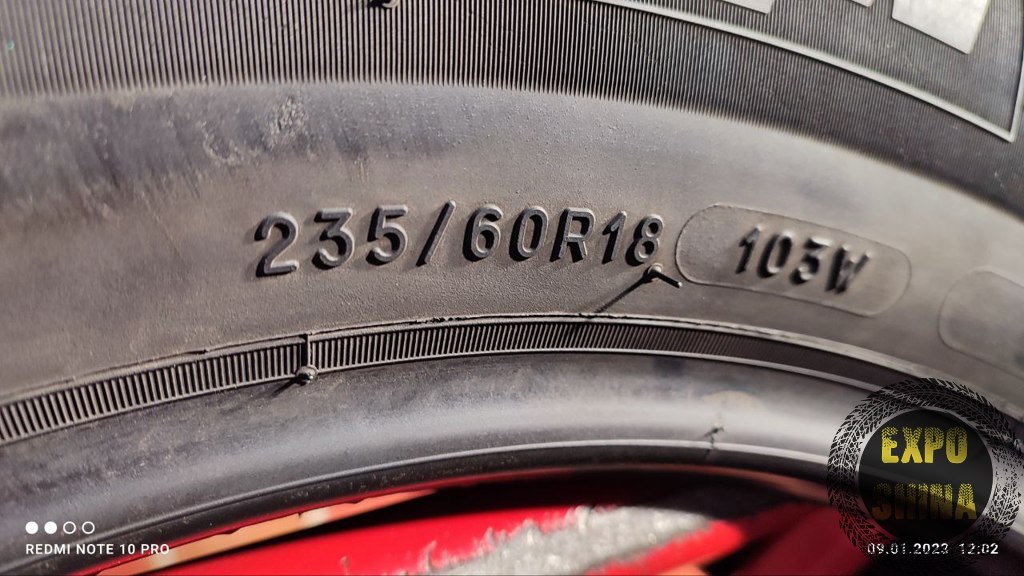 235/60R18 103W
EXPO
SHINA
REDMI NOTE 10 PRO
09.01.2023 12:02